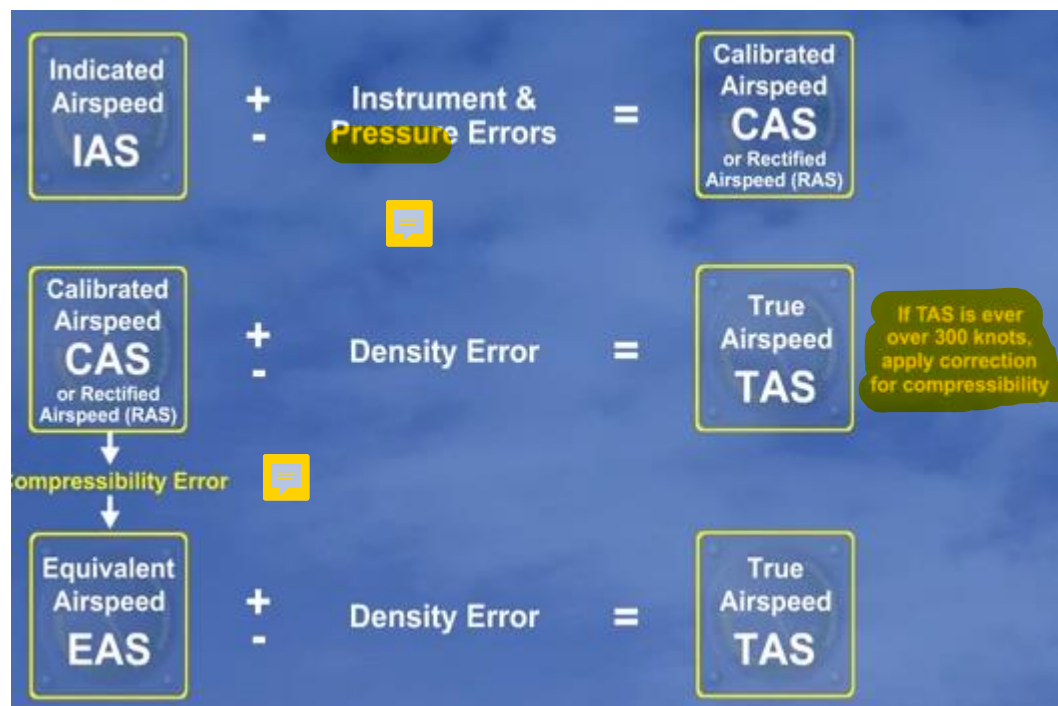 Indicated
Airspeed
IAS
+
-
Instrument &
Pressure Errors
=
Calibrated
Airspeed
CAS
or Rectified
Airspeed (RAS)
Calibrated
Airspeed
CAS
or Rectified
Airspeed (RAS)
+
-
Density Error
=
True
Airspeed
TAS
If TAS is ever
over 300 knots,
apply correction
for compressibility
ompressibility Error
Equivalent
Airspeed
EAS
+
-
Density Error
=
True
Airspeed
TAS